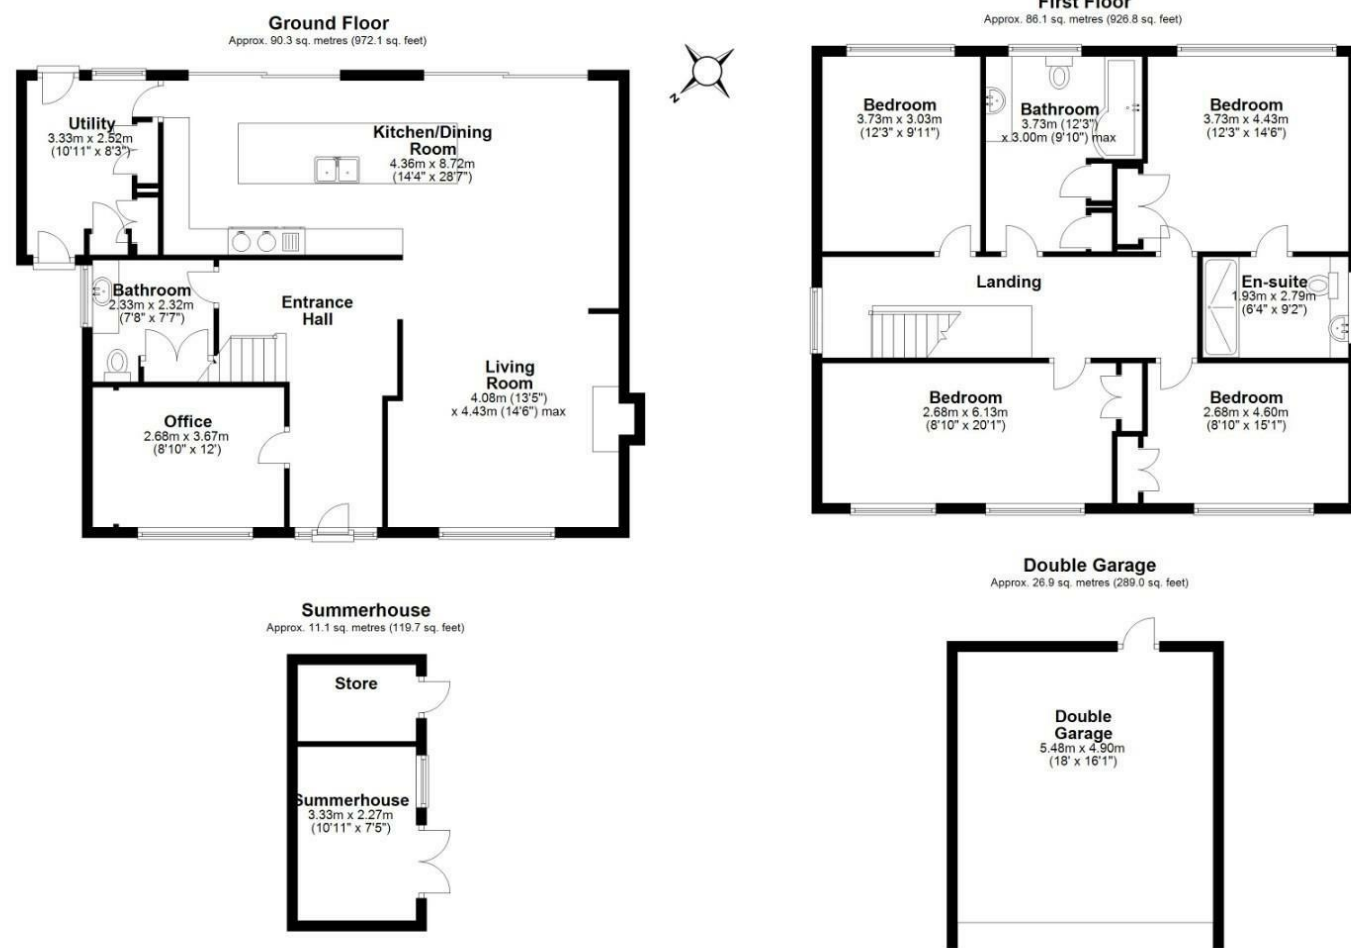 Ground Floor
Approx. 90.3 sq. metres (972.1 sq. feet)
Utility
3.33m x 2.52m
(10'11" x 8'3")
Kitchen/Dining
Room
4.36m x 8.72m
(14'4" x 28'7")
Bathroom
2.33m x 2.32m
(7'8" x 7'7")
Entrance
Hall
Living
Room
4.08m (13'5")
x 4.43m (14'6") max
Office
2.68m x 3.67m
(8'10" x 12')
N
First Floor
Approx. 86.1 sq. metres (926.8 sq. feet)
Bedroom
3.73m x 3.03m
(12'3" x 9'11")
Bathroom
3.73m (12'3")
x 3.00m (9'10") max
Bedroom
3.73m x 4.43m
(12'3" x 14'6")
Landing
En-suite
1.93m x 2.79m
(6'4" x 9'2")
Bedroom
2.68m x 6.13m
(8'10" x 20'1")
Bedroom
2.68m x 4.60m
(8'10" x 15'1")
Summerhouse
Approx. 11.1 sq. metres (119.7 sq. feet)
Store
Summerhouse
3.33m x 2.27m
(10'11" x 7'5")
Double Garage
Approx. 26.9 sq. metres (289.0 sq. feet)
Double
Garage
5.48m x 4.90m
(18' x 16'1")